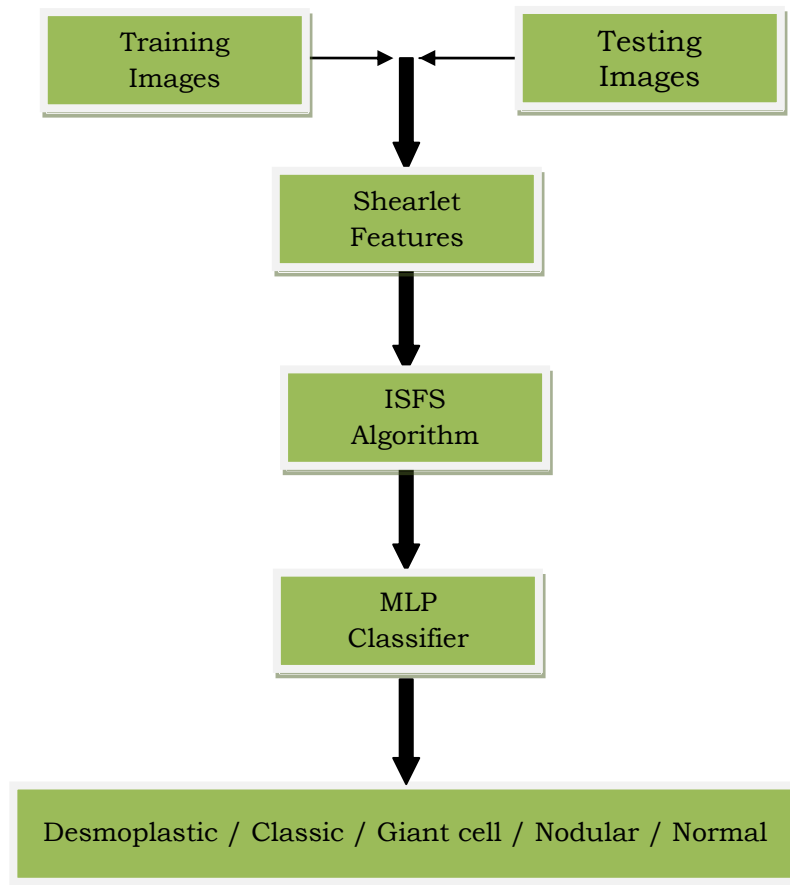 Training
Images
Testing
Images
Shearlet
Features
ISFS
Algorithm
MLP
Classifier
Desmoplastic / Classic / Giant cell / Nodular / Normal